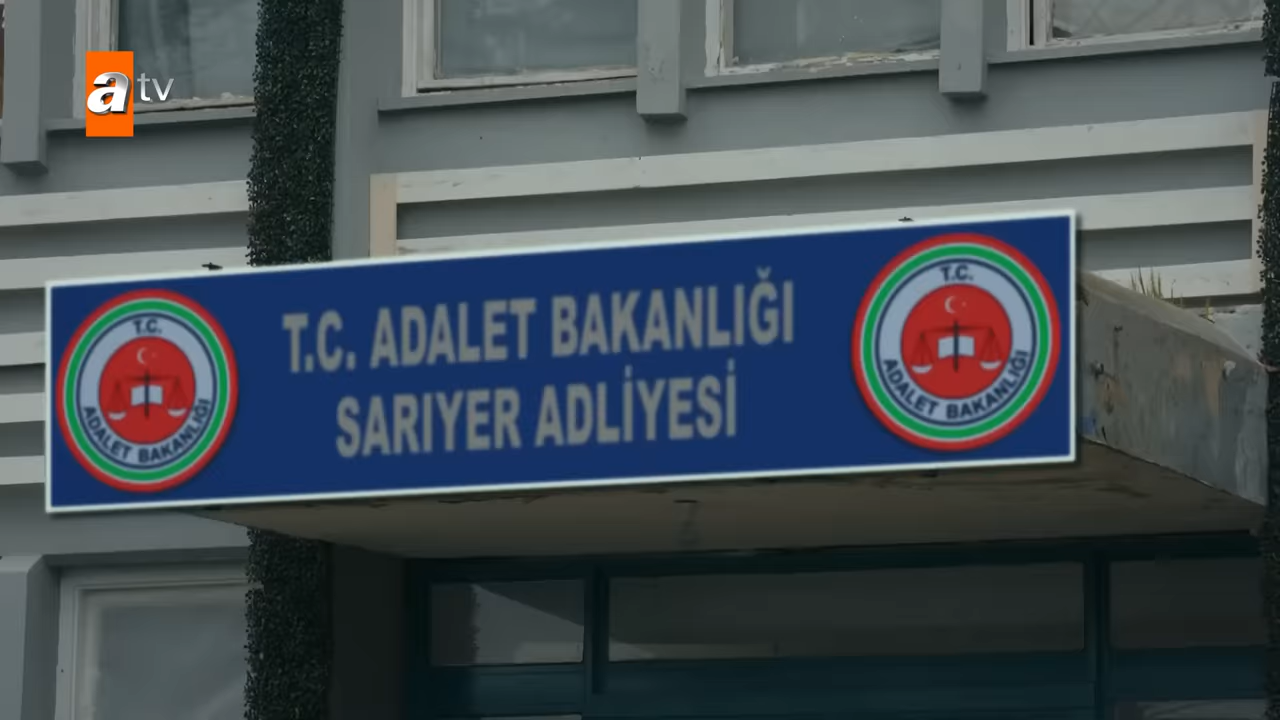 atv
T.C. ADALET BAKANLIĞI
SARIYER ADLİYESİ
T.C.
ADALET BAKANLIĞI
T.C.
ADALET BAKANLIĞI